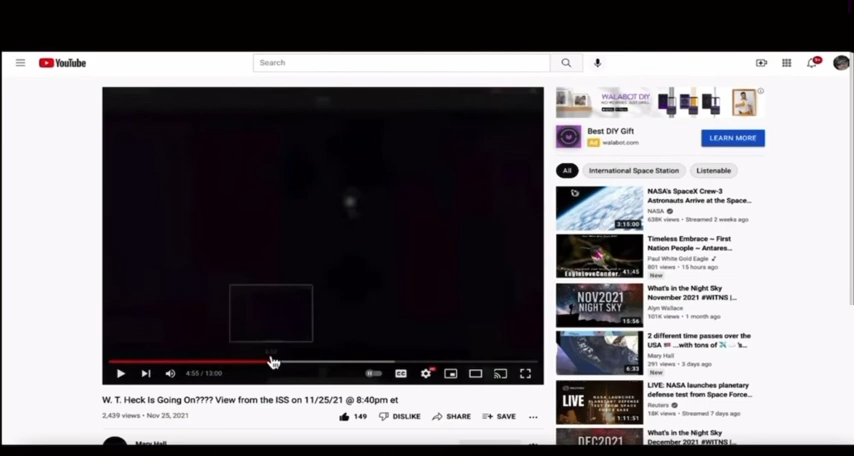 YouTube
Search
9+
WALABOT DIY
Best DIY Gift
Ad walabot.com
LEARN MORE
All
International Space Station
Listenable
NASA's SpaceX Crew-3
Astronauts Arrive at the Space...
NASA
638K views • Streamed 2 weeks ago
3:15:00
Timeless Embrace ~ First
Nation People ~ Antares
Paul White Gold Eagle
801 views • 15 hours ago
New
41:45
What's in the Night Sky
November 2021 #WITNS |...
Alyn Wallace
101K views • 1 month ago
NOV2021
NIGHT SKY
15:56
2 different time passes over the
USA
...with tons of
's...
Mary Hall
291 views • 3 days ago
New
6:33
LIVE: NASA launches planetary
defense test from Space Force
Reuters
18K views • Streamed 7 days ago
LIVE
1:11:51
What's in the Night Sky
December 2021 #WITNS |...
DEC2021
4:55 / 12:00
CC
W. T. Heck Is Going On???? View from the ISS on 11/25/21 @ 8:40pm et
2,439 views • Nov 25, 2021
149
DISLIKE
SHARE
SAVE
Mary Hall